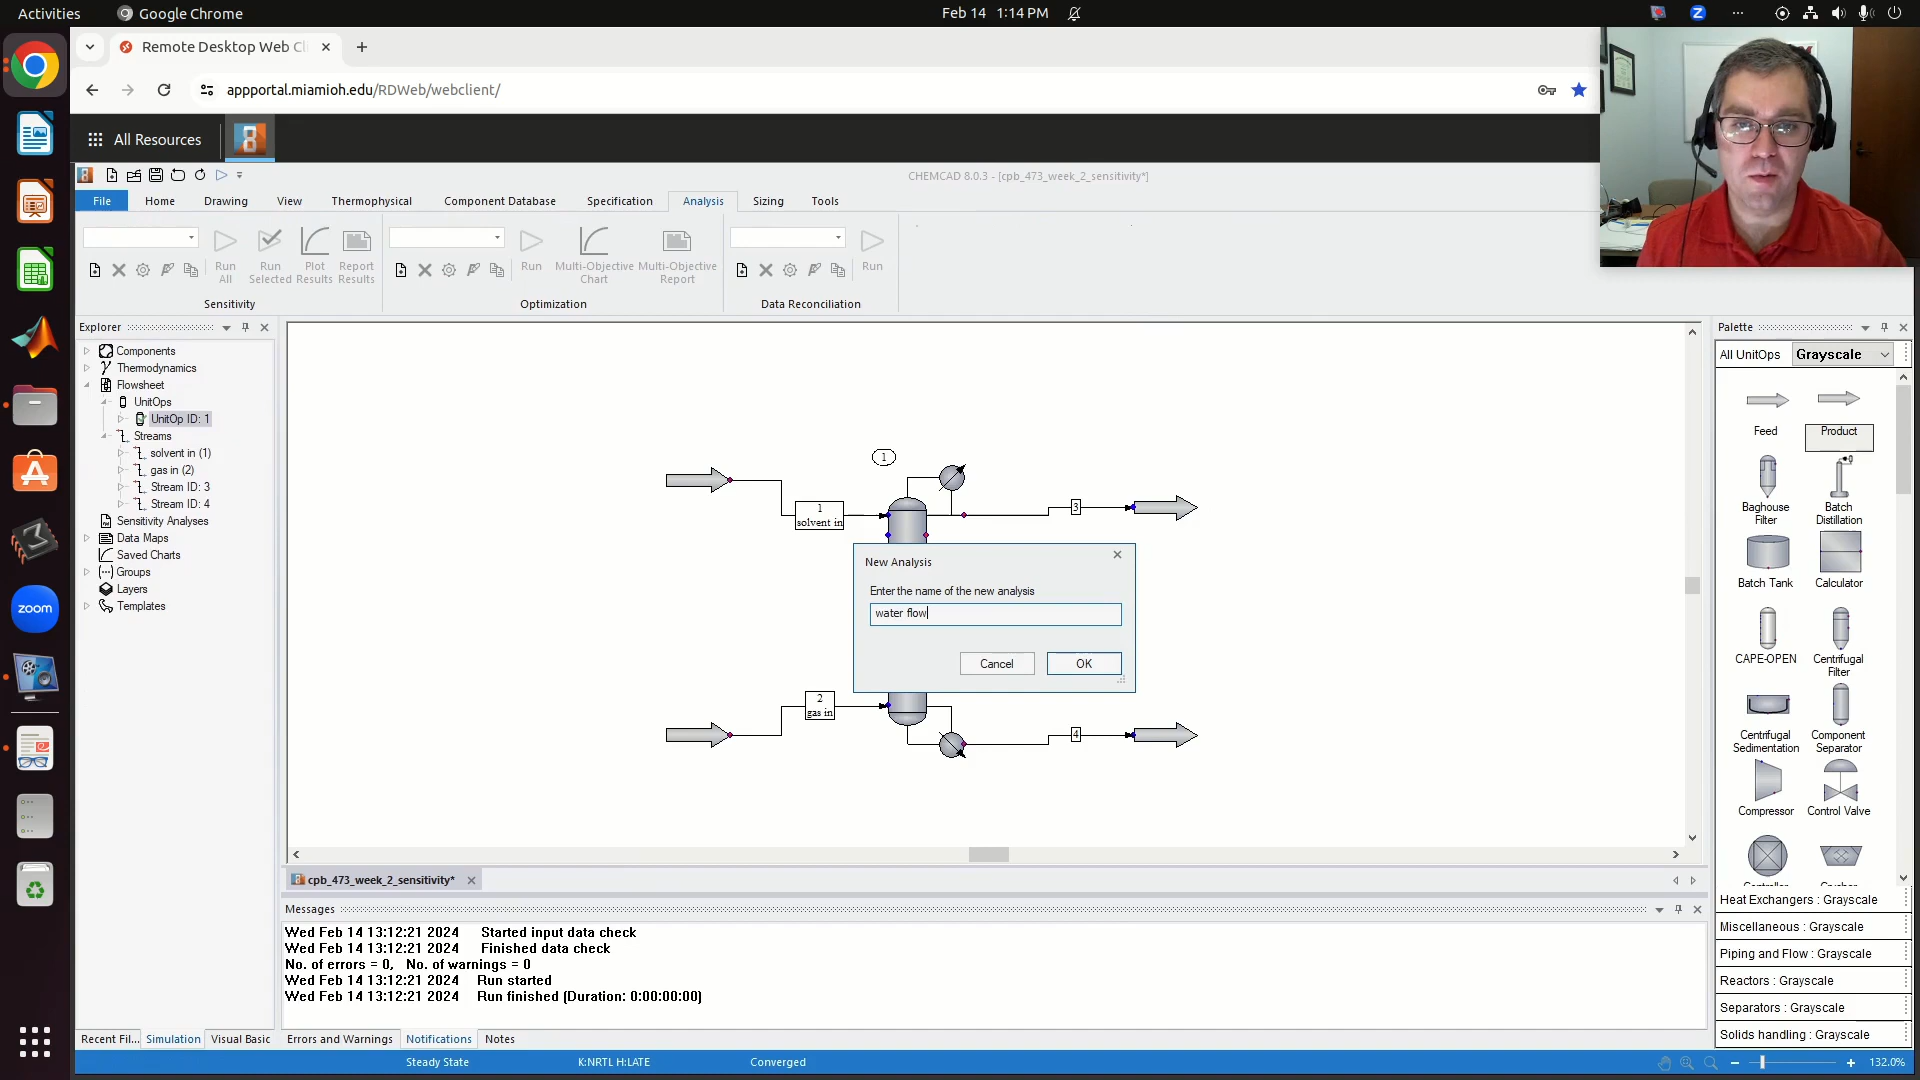 Activities
Google Chrome
Feb 14 1:14 PM
Remote Desktop Web Cl
appportal.miamioh.edu/RDWeb/webclient/
All Resources
CHEMCAD 8.0.3 - [cpb_473_week_2_sensitivity*]
File Home Drawing View Thermophysical Component Database Specification Analysis Sizing Tools
Run All
Run Selected
Plot Results
Report Results
Run
Multi-Objective Chart
Multi-Objective Report
Run
Sensitivity
Optimization
Data Reconciliation
Explorer
Components
Thermodynamics
Flowsheet
UnitOps
UnitOp ID: 1
Streams
solvent in (1)
gas in (2)
Stream ID: 3
Stream ID: 4
Sensitivity Analyses
Data Maps
Saved Charts
Groups
Layers
Templates
1
1
solvent in
3
New Analysis
Enter the name of the new analysis
water flow
Cancel
OK
2
gas in
4
Palette
All UnitOps
Grayscale
Feed
Product
Baghouse Filter
Batch Distillation
Batch Tank
Calculator
CAPE-OPEN
Centrifugal Filter
Centrifugal Sedimentation
Component Separator
Compressor
Control Valve
Heat Exchangers : Grayscale
Miscellaneous : Grayscale
Piping and Flow : Grayscale
Reactors : Grayscale
Separators : Grayscale
Solids handling : Grayscale
cpb_473_week_2_sensitivity*
Messages
Wed Feb 14 13:12:21 2024 Started input data check
Wed Feb 14 13:12:21 2024 Finished data check
No. of errors = 0, No. of warnings = 0
Wed Feb 14 13:12:21 2024 Run started
Wed Feb 14 13:12:21 2024 Run finished (Duration: 0:00:00:00)
Recent Fil... Simulation Visual Basic
Errors and Warnings Notifications Notes
Steady State
K:NRTL H:LATE
Converged
132.0%
zoom